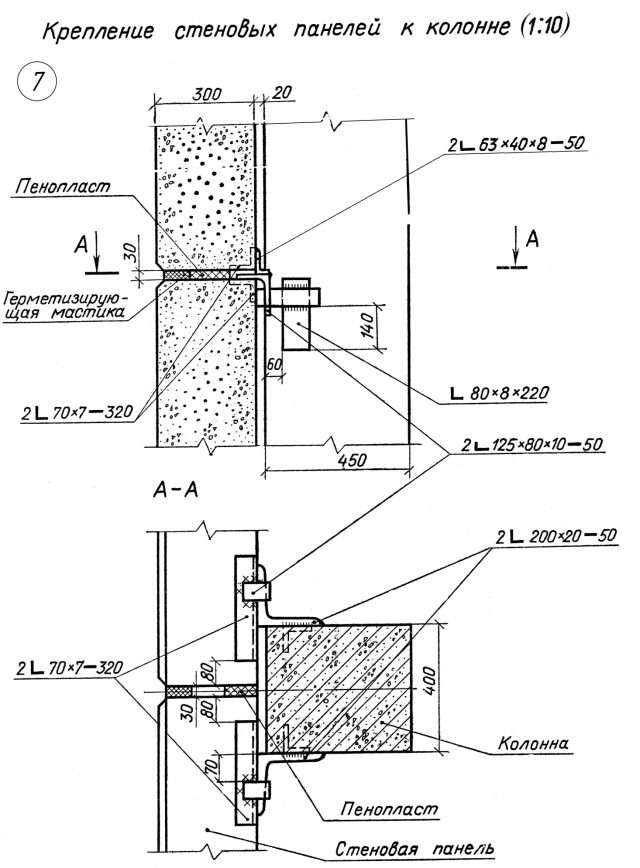 Крепление стеновых панелей к колонне (1:10)
7
300
20
2∟63×40×8—50
Пенопласт
А
А
30
Герметизирую-
щая мастика
140
60
∟80×8×220
2∟70×7—320
2∟125×80×10—50
450
А-А
2∟200×20—50
2∟70×7—320
80
30
80
400
70
Колонна
Пенопласт
Стеновая панель